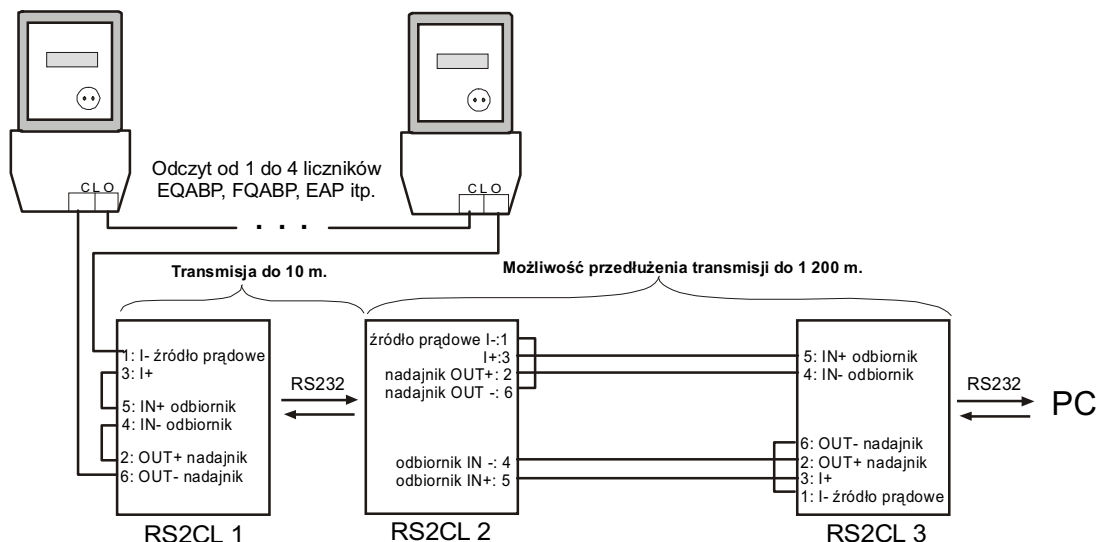 Odczyt od 1 do 4 liczników
EQABP, FQABP, EAP itp.
C L O
C L O
Transmisja do 10 m.
Możliwość przedłużenia transmisji do 1 200 m.
1: I- źródło prądowe
3: I+
5: IN+ odbiornik
4: IN- odbiornik
2: OUT+ nadajnik
6: OUT- nadajnik
RS2CL 1
RS232
źródło prądowe I-:1
I+:3
nadajnik OUT+: 2
nadajnik OUT -: 6
odbiornik IN -: 4
odbiornik IN+: 5
RS2CL 2
5: IN+ odbiornik
4: IN- odbiornik
6: OUT- nadajnik
2: OUT+ nadajnik
3: I+
1: I- źródło prądowe
RS2CL 3
RS232
PC